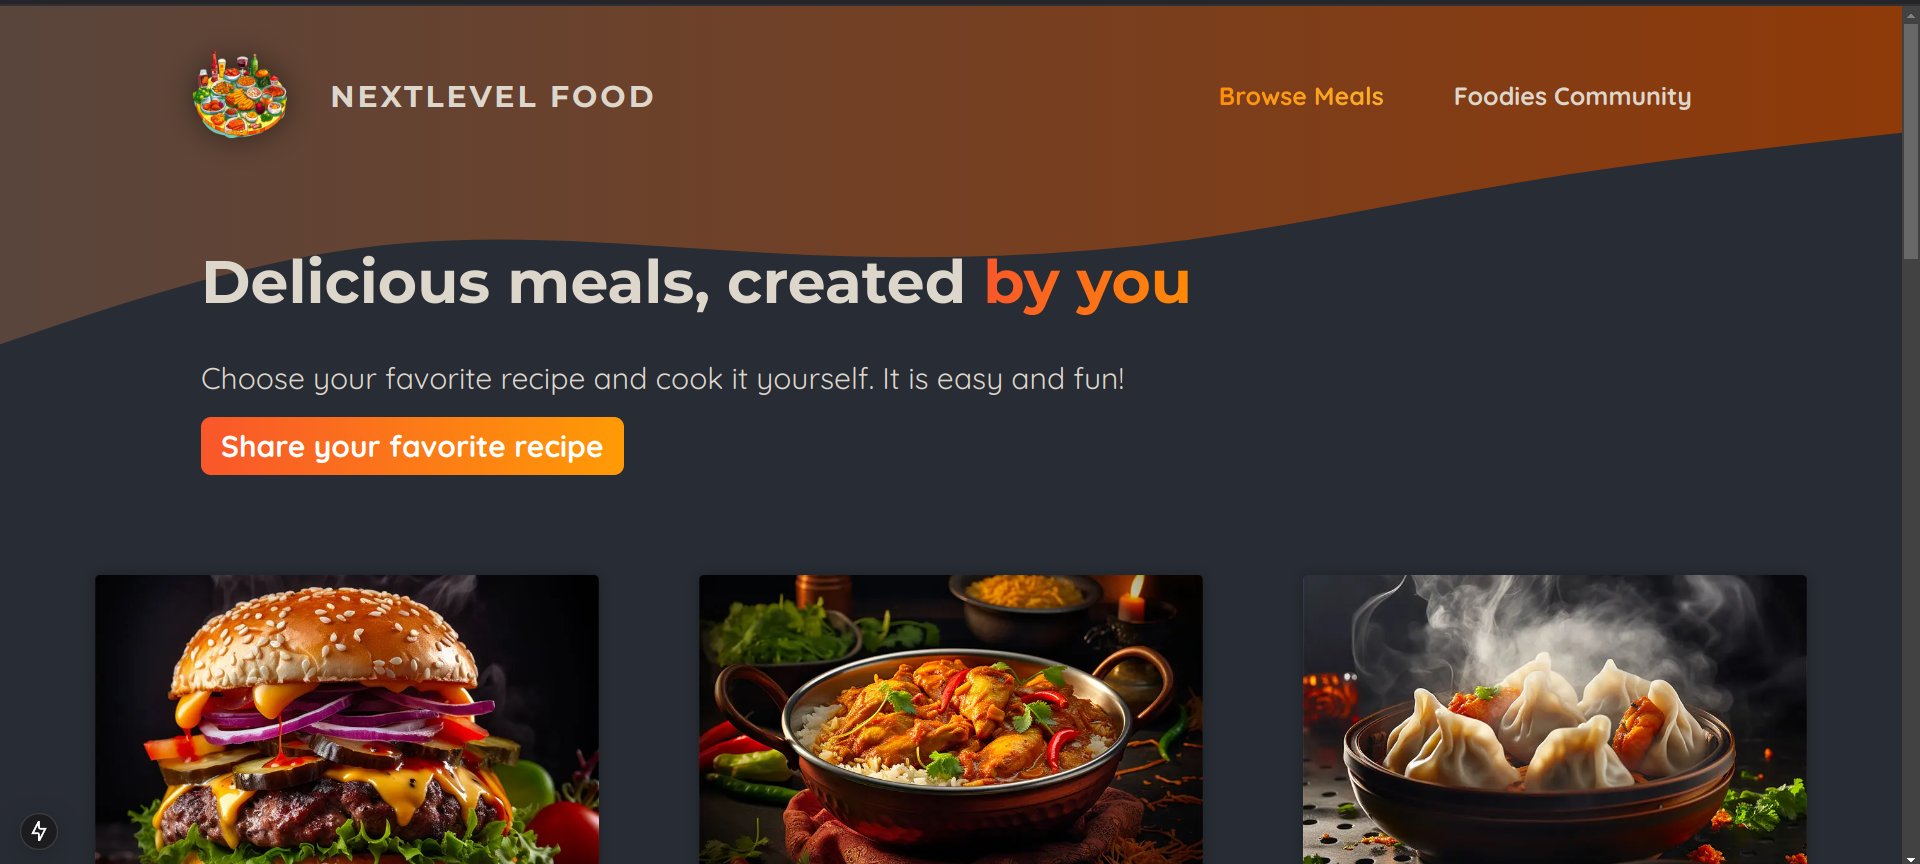 NEXTLEVEL FOOD
Browse Meals
Foodies Community
Delicious meals, created by you
Choose your favorite recipe and cook it yourself. It is easy and fun!
Share your favorite recipe